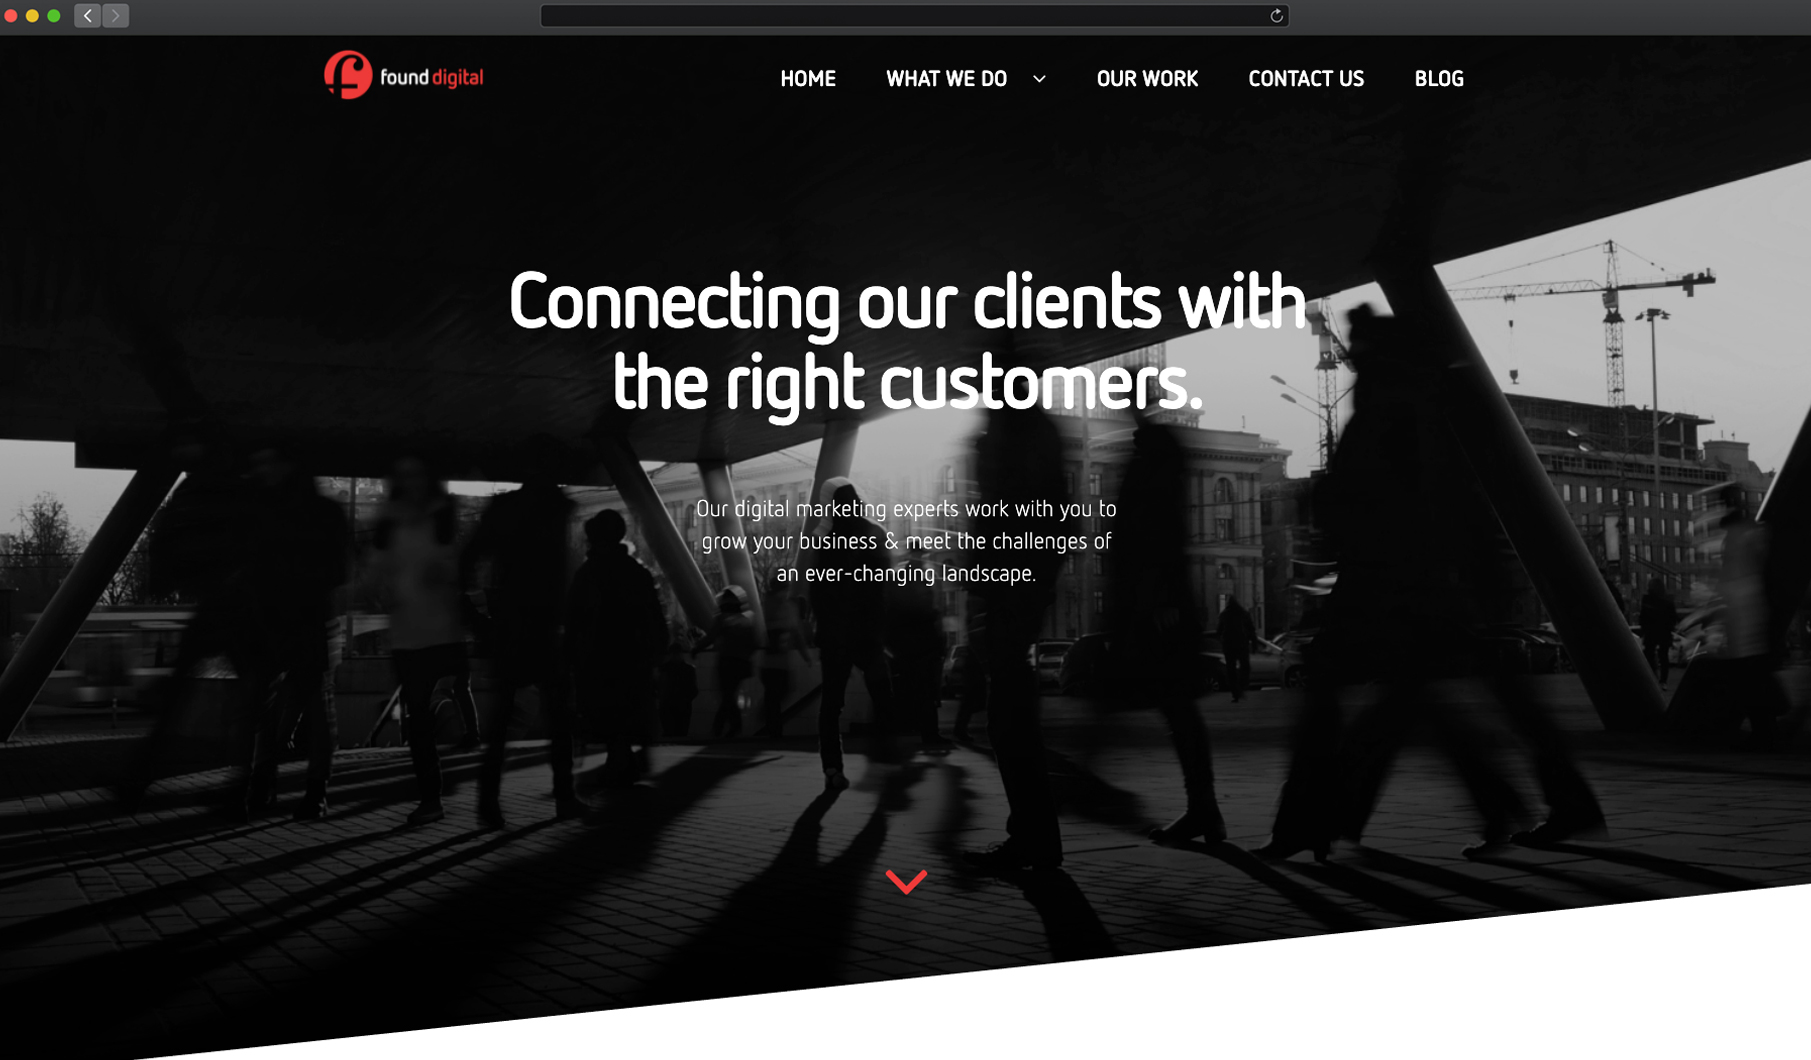 found digital
HOME WHAT WE DO OUR WORK CONTACT US BLOG
Connecting our clients with
the right customers.
Our digital marketing experts work with you to
grow your business & meet the challenges of
an ever-changing landscape.